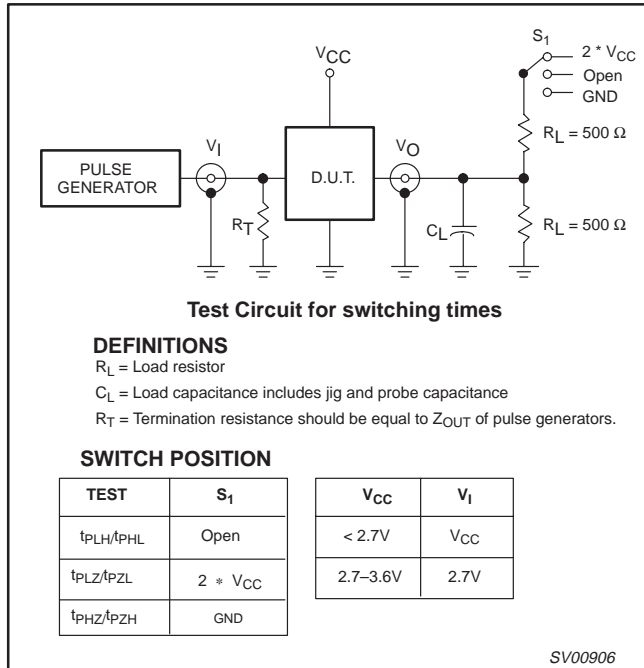 S1
2 * VCC
Open
GND
VCC
RL = 500 Ω
VI
VO
PULSE
GENERATOR
D.U.T.
RT
CL
RL = 500 Ω
Test Circuit for switching times
DEFINITIONS
RL = Load resistor
CL = Load capacitance includes jig and probe capacitance
RT = Termination resistance should be equal to ZOUT of pulse generators.
SWITCH POSITION
TEST S1
tPLH/tPHL Open
tPLZ/tPZL 2 * VCC
tPHZ/tPZH GND
VCC VI
< 2.7V VCC
2.7–3.6V 2.7V
SV00906